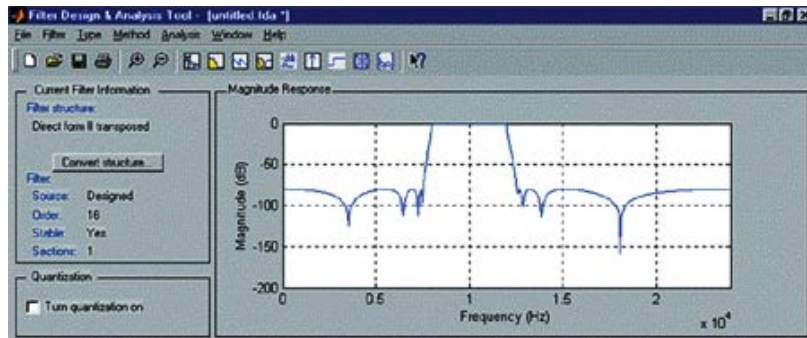 Filter Design & Analysis Tool - [untitled.fda *]
File Filter Type Method Analysis Window Help
Current Filter Information
Filter structure:
Direct form II transposed
Convert structure...
Filter
Source: Designed
Order: 16
Stable: Yes
Sections: 1
Quantization
Turn quantization on
Magnitude Response
Magnitude (dB)
0
-50
-100
-150
-200
0 0.5 1 1.5 2
Frequency (Hz)
x 10^4